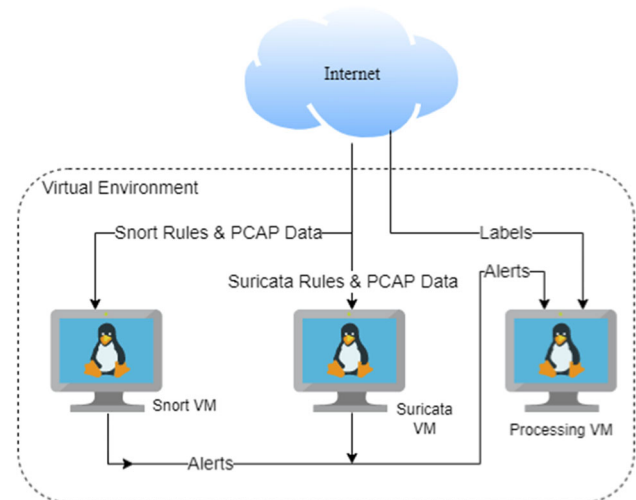 Internet
Virtual Environment
Snort Rules & PCAP Data
Labels
Suricata Rules & PCAP Data
Alerts
Snort VM
Suricata
VM
Processing VM
Alerts